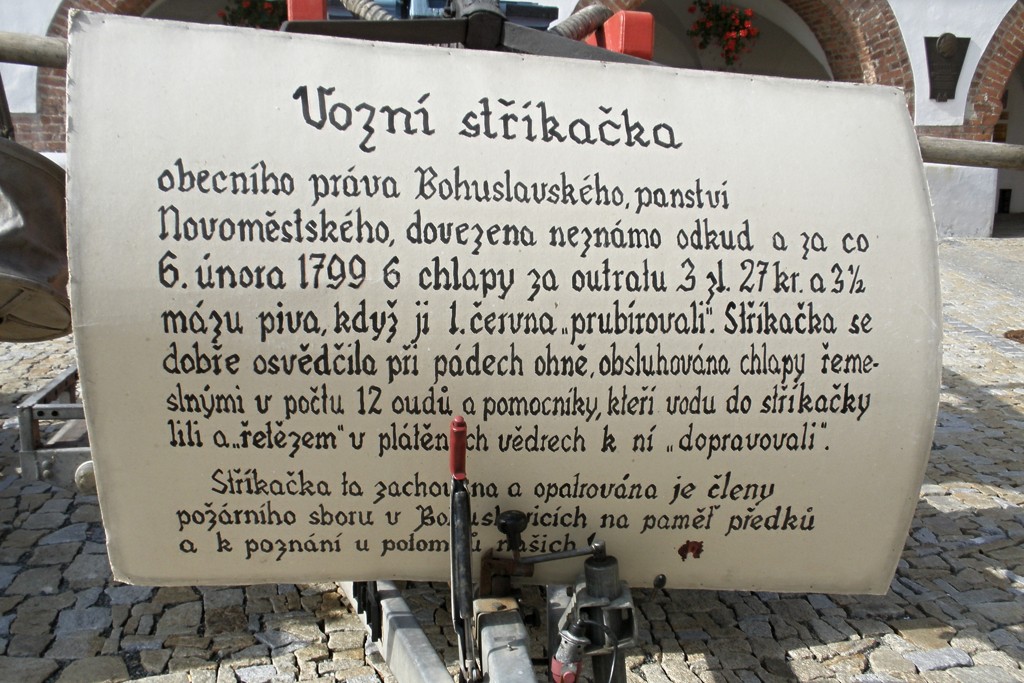 Vozní stříkačka
obecního práva Bohuslavského, panství
Novoměstského, dovezena neznámo odkud a za co
6. února 1799 6 chlapy za outratu 3 zl. 27 kr. a 3½
mázu piva, když ji 1. června „prubírovali“. Stříkačka se
dobře osvědčila při pádech ohně, obsluhována chlapy řeme-
slnými v počtu 12 oudů a pomocníky, kteří vodu do stříkačky
lili a „řetězem“ v plátěných vědrech k ní „dopravovali“.
Stříkačka ta zachována a opatrována je členy
požárního sboru v Bohuslavicích na paměť předků
a k poznání u potomků našich